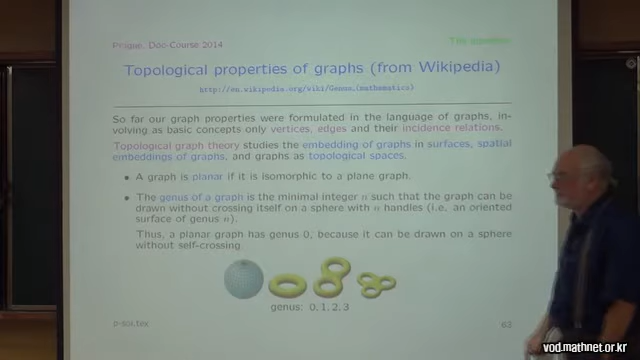 Prague, Doc-Course 2014
Topological properties of graphs (from Wikipedia)
http://en.wikipedia.org/wiki/Genus_(mathematics)
So far our graph properties were formulated in the language of graphs, in-
volving as basic concepts only vertices, edges and their incidence relations.
Topological graph theory studies the embedding of graphs in surfaces, spatial
embeddings of graphs, and graphs as topological spaces.
• A graph is planar if it is isomorphic to a plane graph.
• The genus of a graph is the minimal integer n such that the graph can be
drawn without crossing itself on a sphere with n handles (i.e. an oriented
surface of genus n).
Thus, a planar graph has genus 0, because it can be drawn on a sphere
without self-crossing
genus: 0,1,2,3
63
vod.mathnet.or.kr